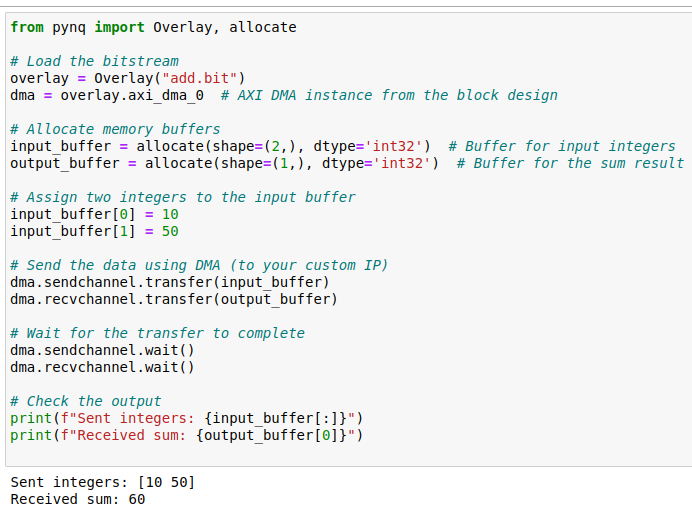 from pynq import Overlay, allocate
# Load the bitstream
overlay = Overlay("add.bit")
dma = overlay.axi_dma_0  # AXI DMA instance from the block design
# Allocate memory buffers
input_buffer = allocate(shape=(2,), dtype='int32')  # Buffer for input integers
output_buffer = allocate(shape=(1,), dtype='int32')  # Buffer for the sum result
# Assign two integers to the input buffer
input_buffer[0] = 10
input_buffer[1] = 50
# Send the data using DMA (to your custom IP)
dma.sendchannel.transfer(input_buffer)
dma.recvchannel.transfer(output_buffer)
# Wait for the transfer to complete
dma.sendchannel.wait()
dma.recvchannel.wait()
# Check the output
print(f"Sent integers: {input_buffer[:]}")
print(f"Received sum: {output_buffer[0]}")
Sent integers: [10 50]
Received sum: 60